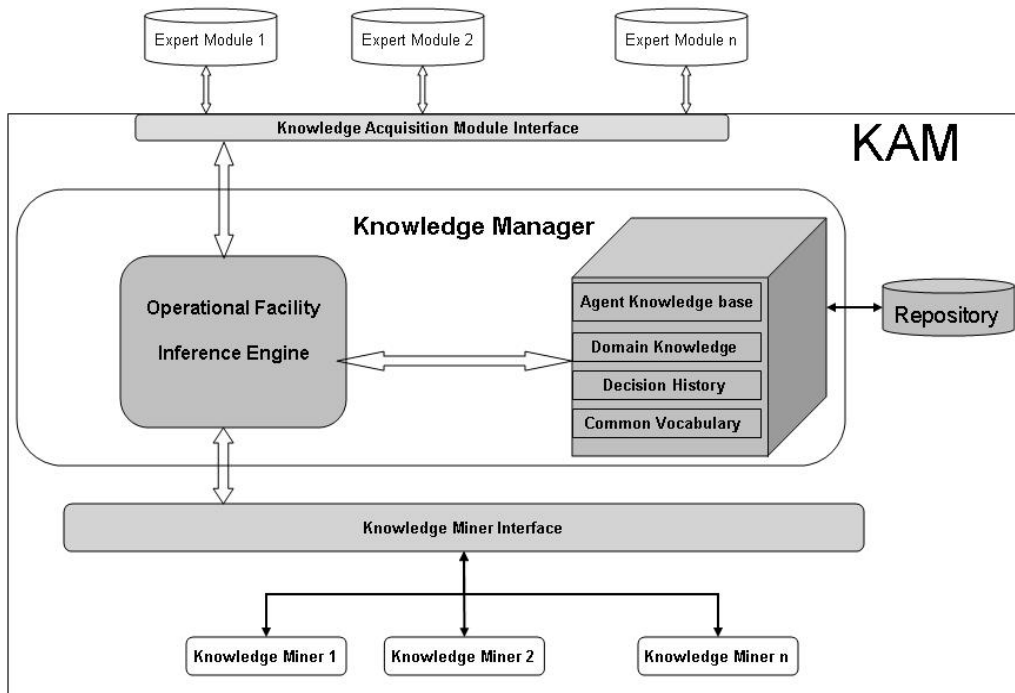 Expert Module 1
Expert Module 2
Expert Module n
Knowledge Acquisition Module Interface
KAM
Knowledge Manager
Operational Facility
Inference Engine
Agent Knowledge base
Domain Knowledge
Decision History
Common Vocabulary
Repository
Knowledge Miner Interface
Knowledge Miner 1
Knowledge Miner 2
Knowledge Miner n